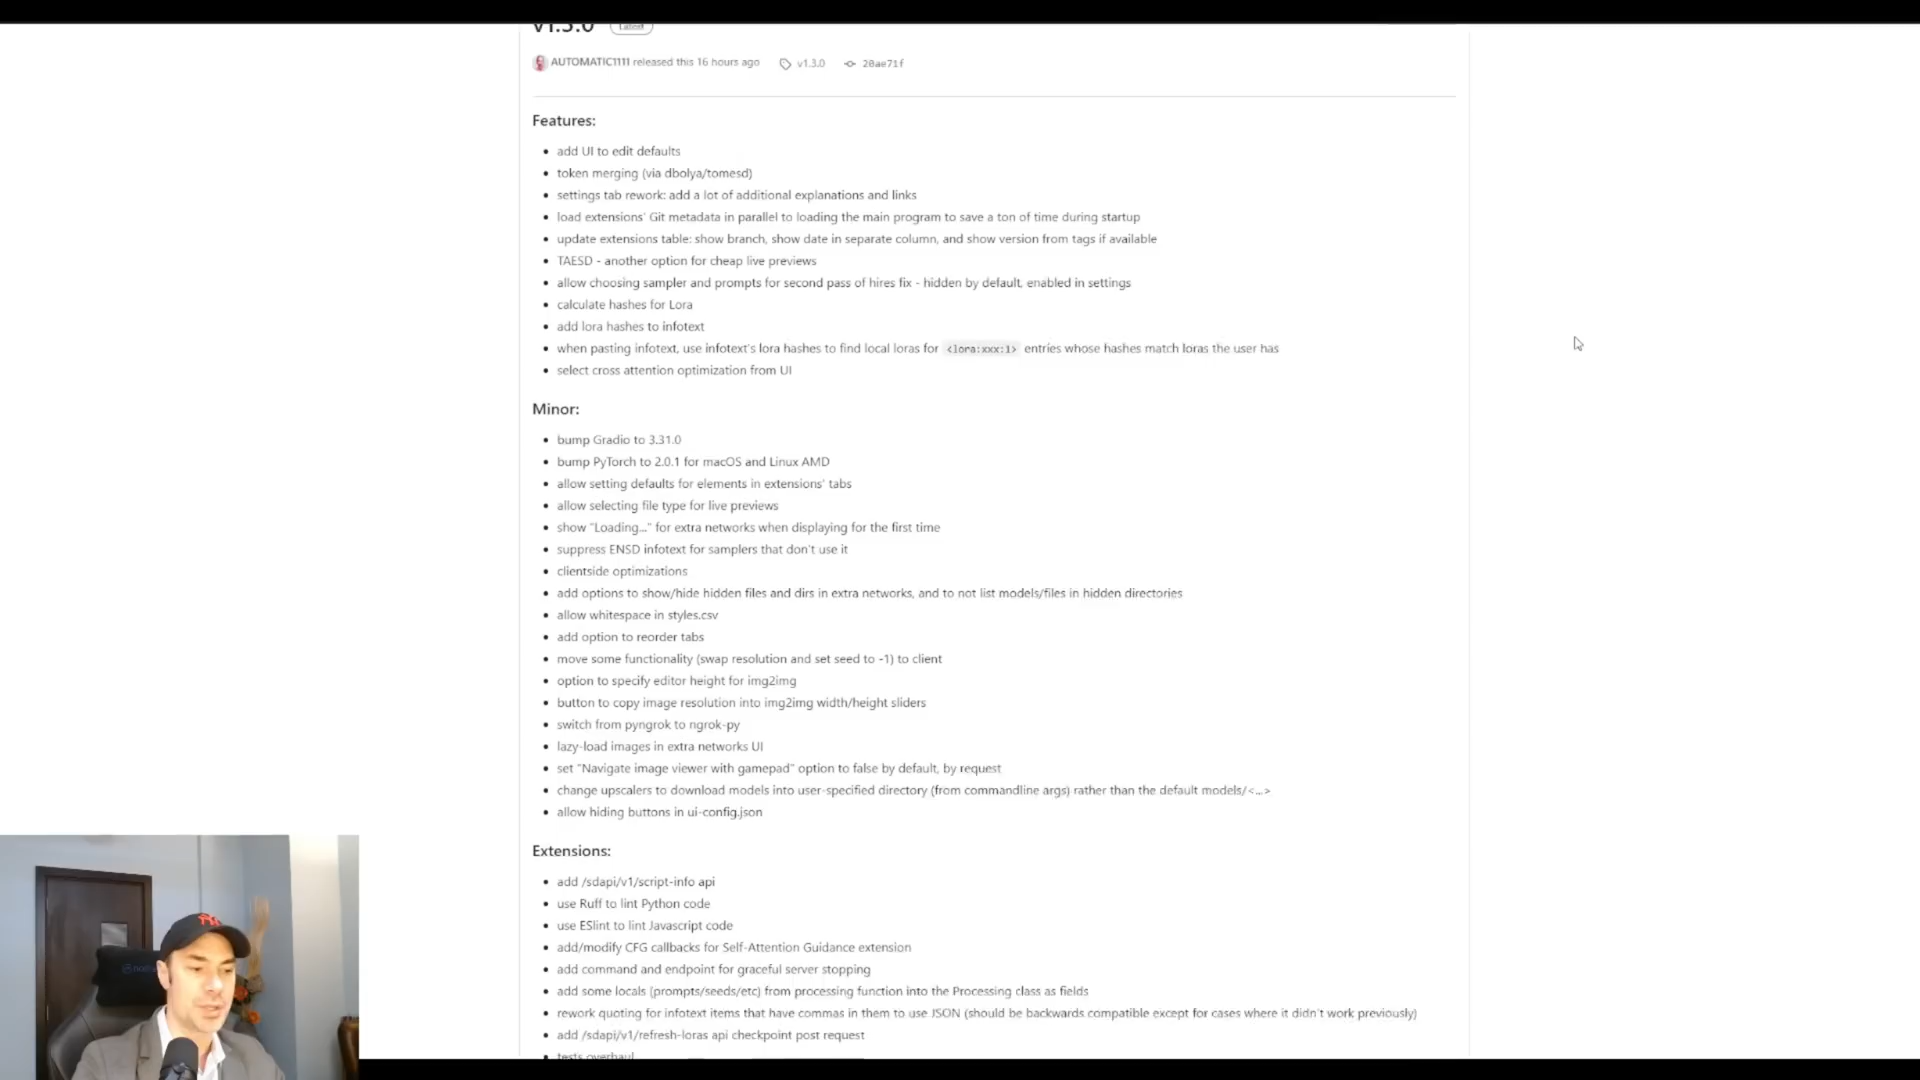 v1.3.0 Latest
AUTOMATIC1111 released this 16 hours ago v1.3.0 20ae71f
Features:
add UI to edit defaults
token merging (via dbolya/tomesd)
settings tab rework: add a lot of additional explanations and links
load extensions' Git metadata in parallel to loading the main program to save a ton of time during startup
update extensions table: show branch, show date in separate column, and show version from tags if available
TAESD - another option for cheap live previews
allow choosing sampler and prompts for second pass of hires fix - hidden by default, enabled in settings
calculate hashes for Lora
add lora hashes to infotext
when pasting infotext, use infotext's lora hashes to find local loras for <lora:xxx:1> entries whose hashes match loras the user has
select cross attention optimization from UI
Minor:
bump Gradio to 3.31.0
bump PyTorch to 2.0.1 for macOS and Linux AMD
allow setting defaults for elements in extensions' tabs
allow selecting file type for live previews
show "Loading..." for extra networks when displaying for the first time
suppress ENSD infotext for samplers that don't use it
clientside optimizations
add options to show/hide hidden files and dirs in extra networks, and to not list models/files in hidden directories
allow whitespace in styles.csv
add option to reorder tabs
move some functionality (swap resolution and set seed to -1) to client
option to specify editor height for img2img
button to copy image resolution into img2img width/height sliders
switch from pyngrok to ngrok-py
lazy-load images in extra networks UI
set "Navigate image viewer with gamepad" option to false by default, by request
change upscalers to download models into user-specified directory (from commandline args) rather than the default models/<...>
allow hiding buttons in ui-config.json
Extensions:
add /sdapi/v1/script-info api
use Ruff to lint Python code
use ESlint to lint Javascript code
add/modify CFG callbacks for Self-Attention Guidance extension
add command and endpoint for graceful server stopping
add some locals (prompts/seeds/etc) from processing function into the Processing class as fields
rework quoting for infotext items that have commas in them to use JSON (should be backwards compatible except for cases where it didn't work previously)
add /sdapi/v1/refresh-loras api checkpoint post request
tests overhaul